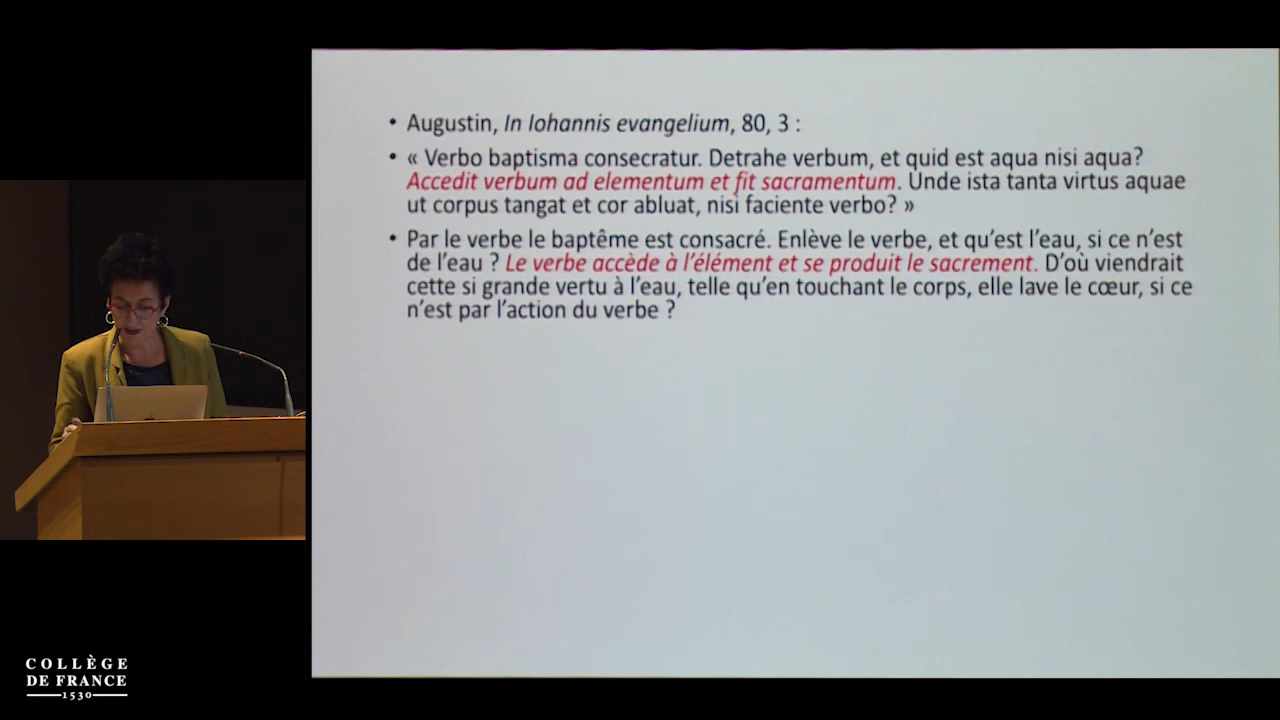 • Augustin, In Iohannis evangelium, 80, 3 :
• « Verbo baptisma consecratur. Detrahe verbum, et quid est aqua nisi aqua?
Accedit verbum ad elementum et fit sacramentum. Unde ista tanta virtus aquae
ut corpus tangat et cor abluat, nisi faciente verbo? »
• Par le verbe le baptême est consacré. Enlève le verbe, et qu’est l’eau, si ce n’est
de l’eau ? Le verbe accède à l’élément et se produit le sacrement. D’où viendrait
cette si grande vertu à l’eau, telle qu’en touchant le corps, elle lave le cœur, si ce
n’est par l’action du verbe ?
COLLÈGE
DE FRANCE
1530